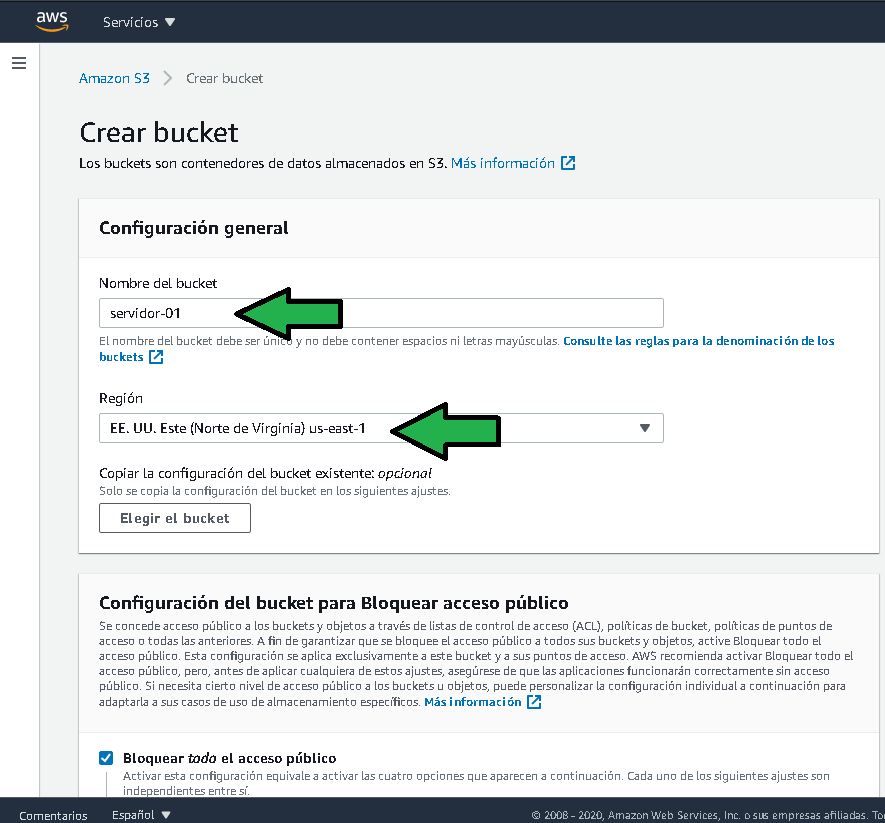 aws
Servicios
Amazon S3 Crear bucket
Crear bucket
Los buckets son contenedores de datos almacenados en S3. Más información
Configuración general
Nombre del bucket
servidor-01
El nombre del bucket debe ser único y no debe contener espacios ni letras mayúsculas. Consulte las reglas para la denominación de los
buckets
Región
EE. UU. Este (Norte de Virginia) us-east-1
Copiar la configuración del bucket existente: opcional
Solo se copia la configuración del bucket en los siguientes ajustes.
Elegir el bucket
Configuración del bucket para Bloquear acceso público
Se concede acceso público a los buckets y objetos a través de listas de control de acceso (ACL), políticas de bucket, políticas de puntos de
acceso o todas las anteriores. A fin de garantizar que se bloquee el acceso público a todos sus buckets y objetos, active Bloquear todo el
acceso público. Esta configuración se aplica exclusivamente a este bucket y a sus puntos de acceso. AWS recomienda activar Bloquear todo el
acceso público, pero, antes de aplicar cualquiera de estos ajustes, asegúrese de que las aplicaciones funcionarán correctamente sin acceso
público. Si necesita cierto nivel de acceso público a los buckets u objetos, puede personalizar la configuración individual a continuación para
adaptarla a sus casos de uso de almacenamiento específicos. Más información
Bloquear todo el acceso público
Activar esta configuración equivale a activar las cuatro opciones que aparecen a continuación. Cada uno de los siguientes ajustes son
independientes entre sí.
Comentarios Español © 2008 - 2020, Amazon Web Services, Inc. o sus empresas afiliadas. To